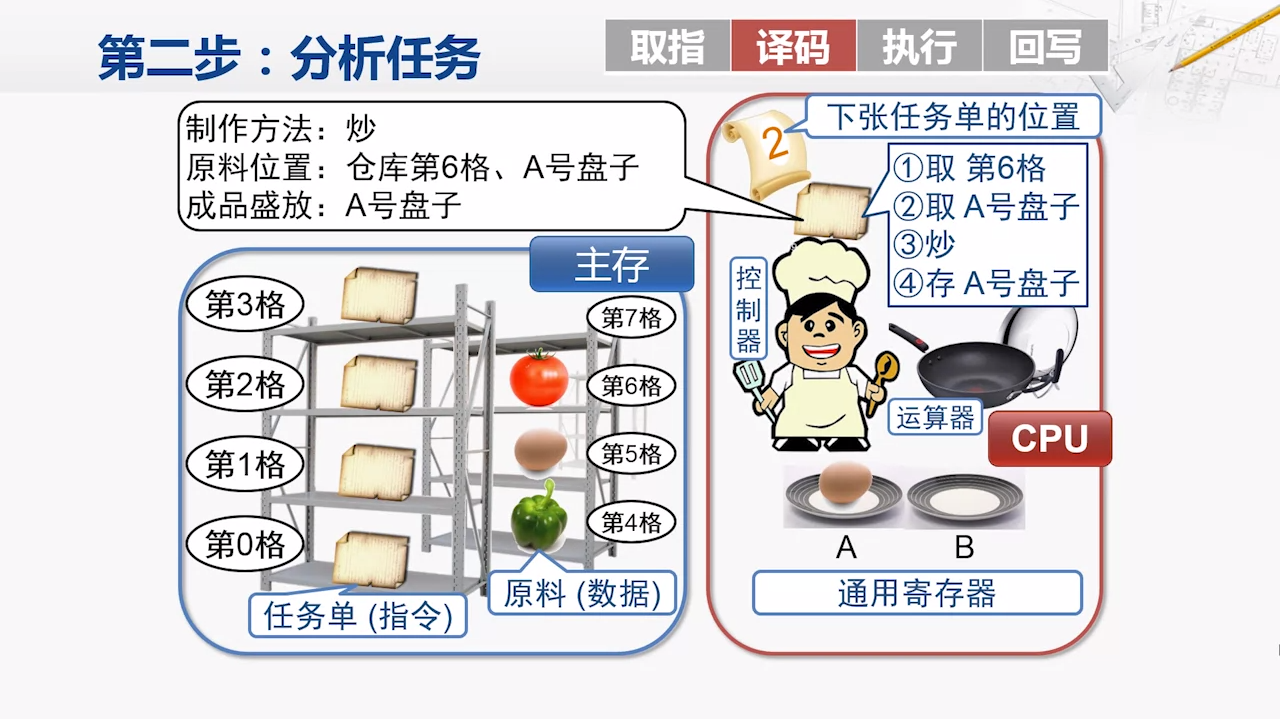 第二步：分析任务
取指 译码 执行 回写
制作方法：炒
原料位置：仓库第6格、A号盘子
成品盛放：A号盘子
2
下张任务单的位置
①取 第6格
②取 A号盘子
③炒
④存 A号盘子
主存
第3格
第2格
第1格
第0格
第7格
第6格
第5格
第4格
任务单 (指令)
原料 (数据)
控制器
运算器
CPU
A
B
通用寄存器